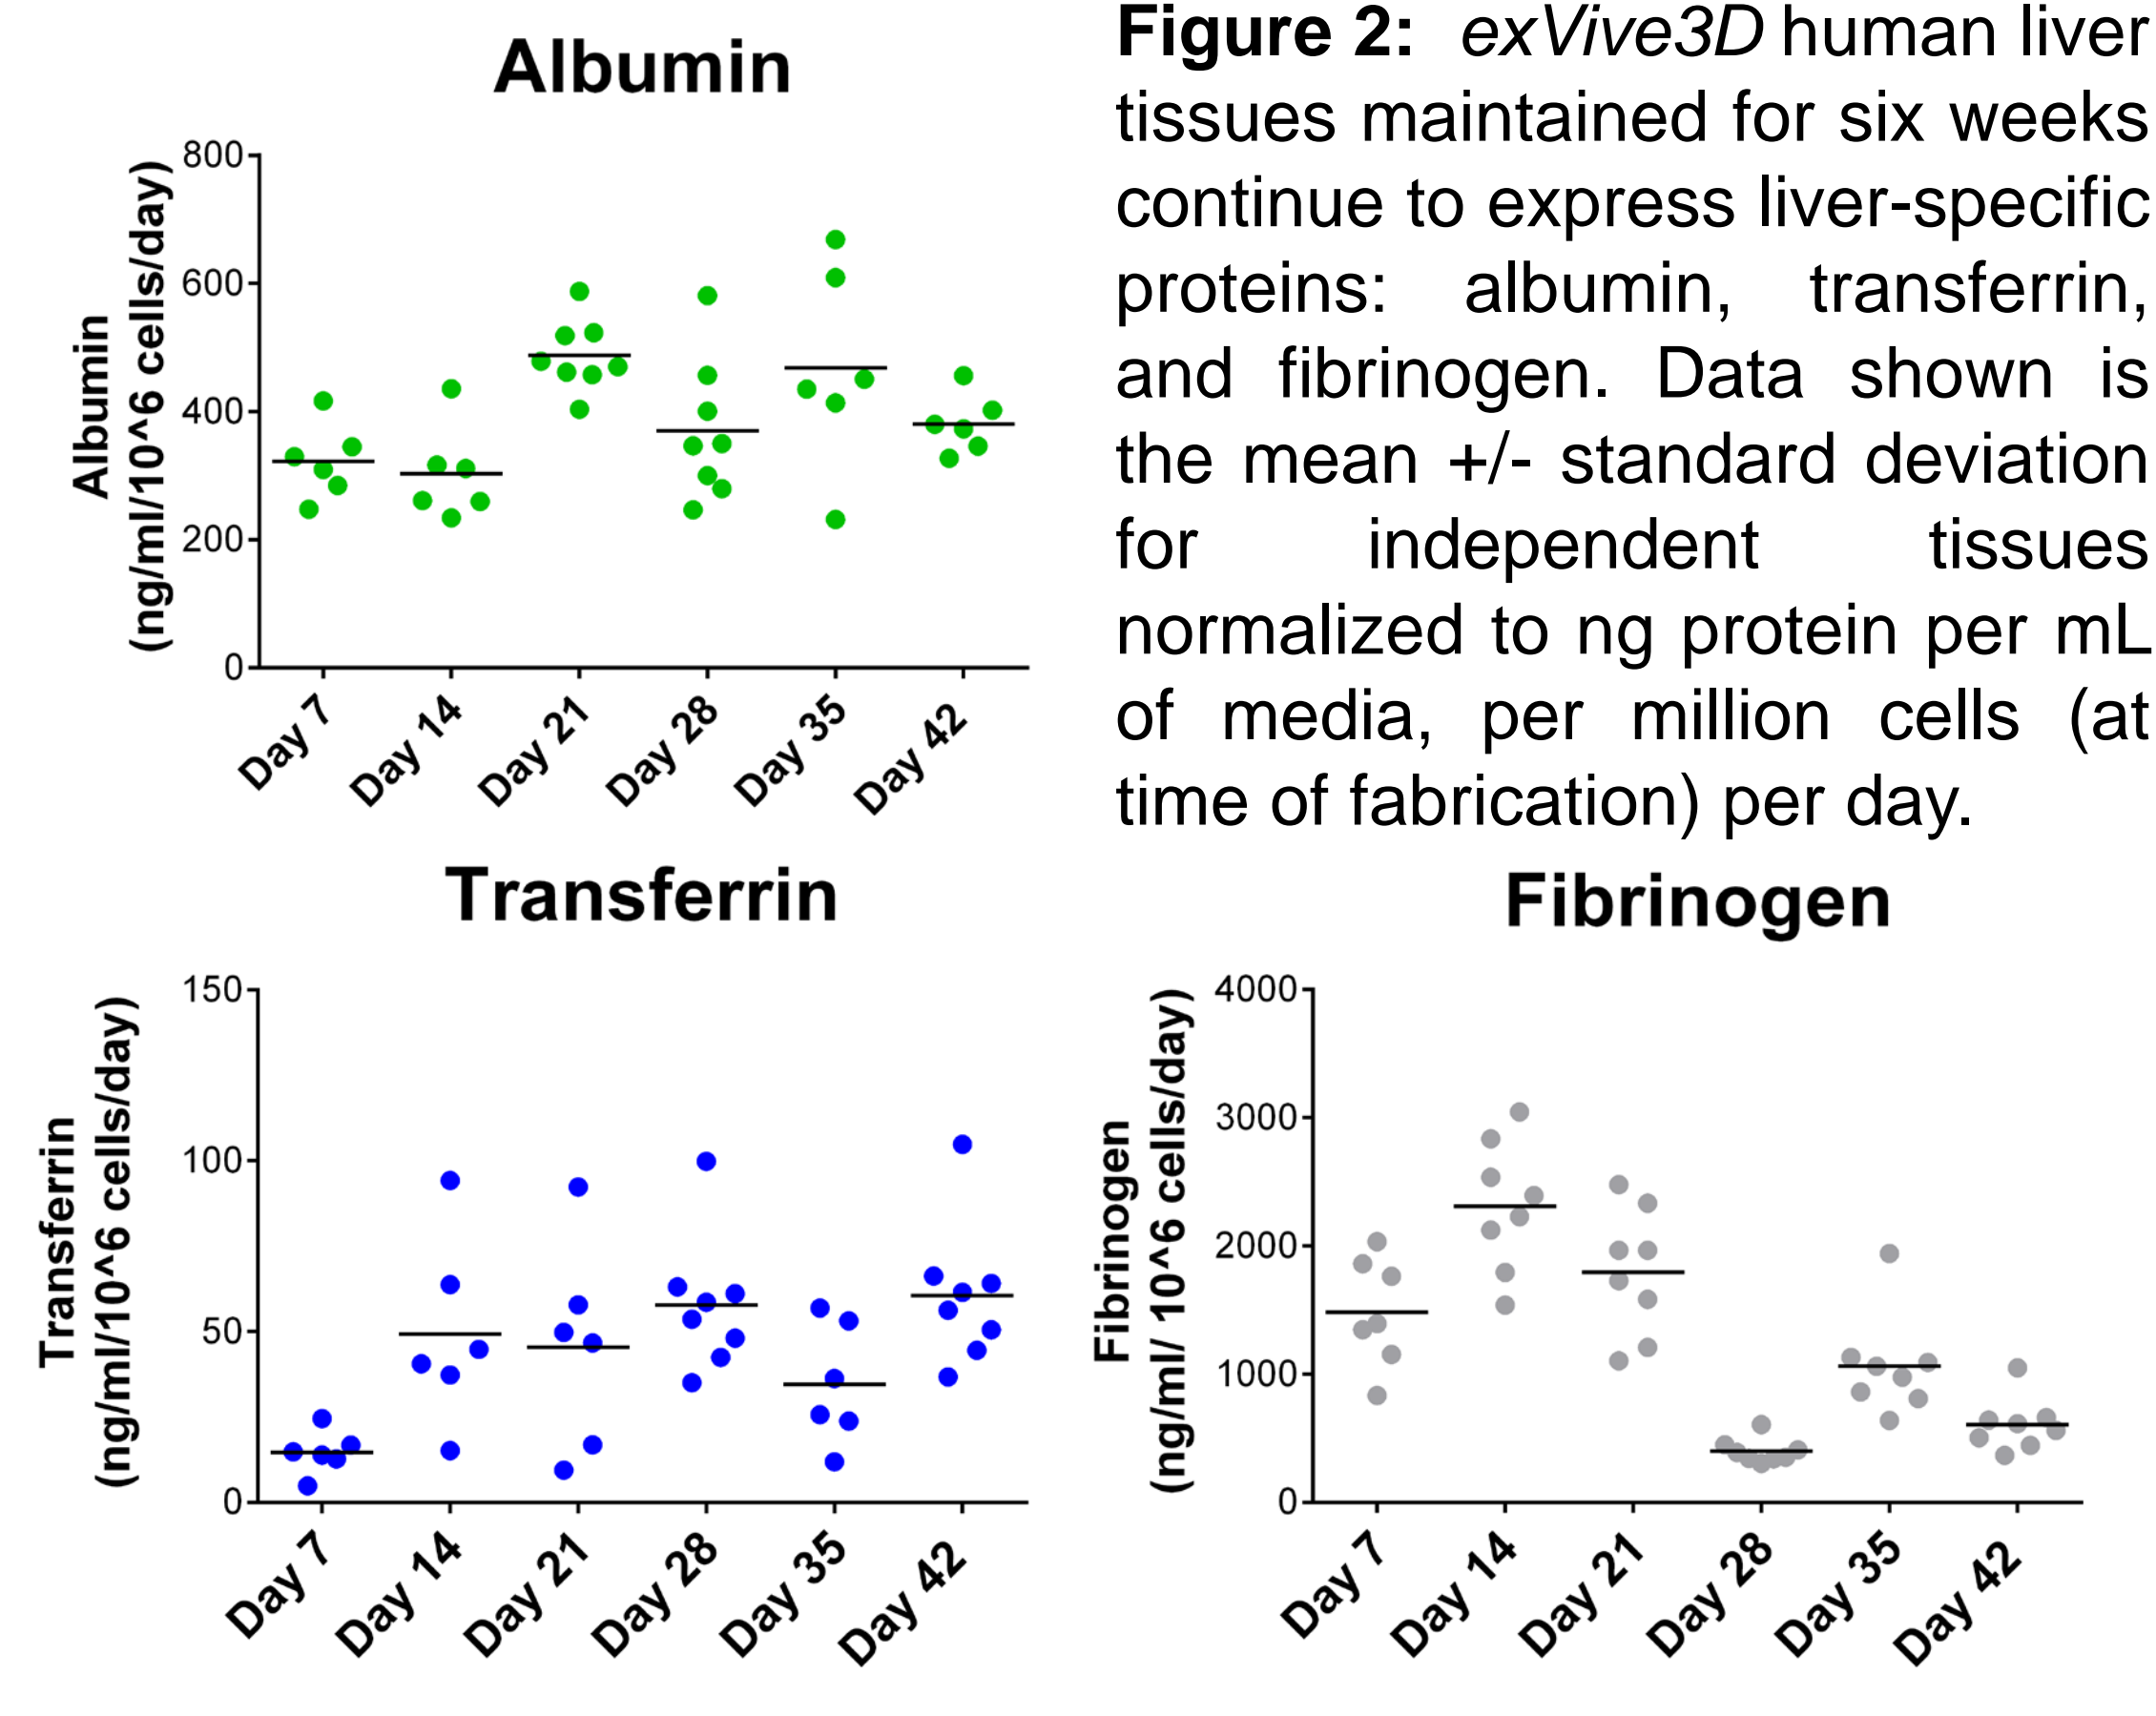 Albumin
Albumin
(ng/ml/10^6 cells/day)
800
600
400
200
0
Day 7
Day 14
Day 21
Day 28
Day 35
Day 42
Figure 2: exVive3D human liver
tissues maintained for six weeks
continue to express liver-specific
proteins: albumin, transferrin,
and fibrinogen. Data shown is
the mean +/- standard deviation
for independent tissues
normalized to ng protein per mL
of media, per million cells (at
time of fabrication) per day.
Transferrin
Transferrin
(ng/ml/10^6 cells/day)
150
100
50
0
Day 7
Day 14
Day 21
Day 28
Day 35
Day 42
Fibrinogen
Fibrinogen
(ng/ml/ 10^6 cells/day)
4000
3000
2000
1000
0
Day 7
Day 14
Day 21
Day 28
Day 35
Day 42